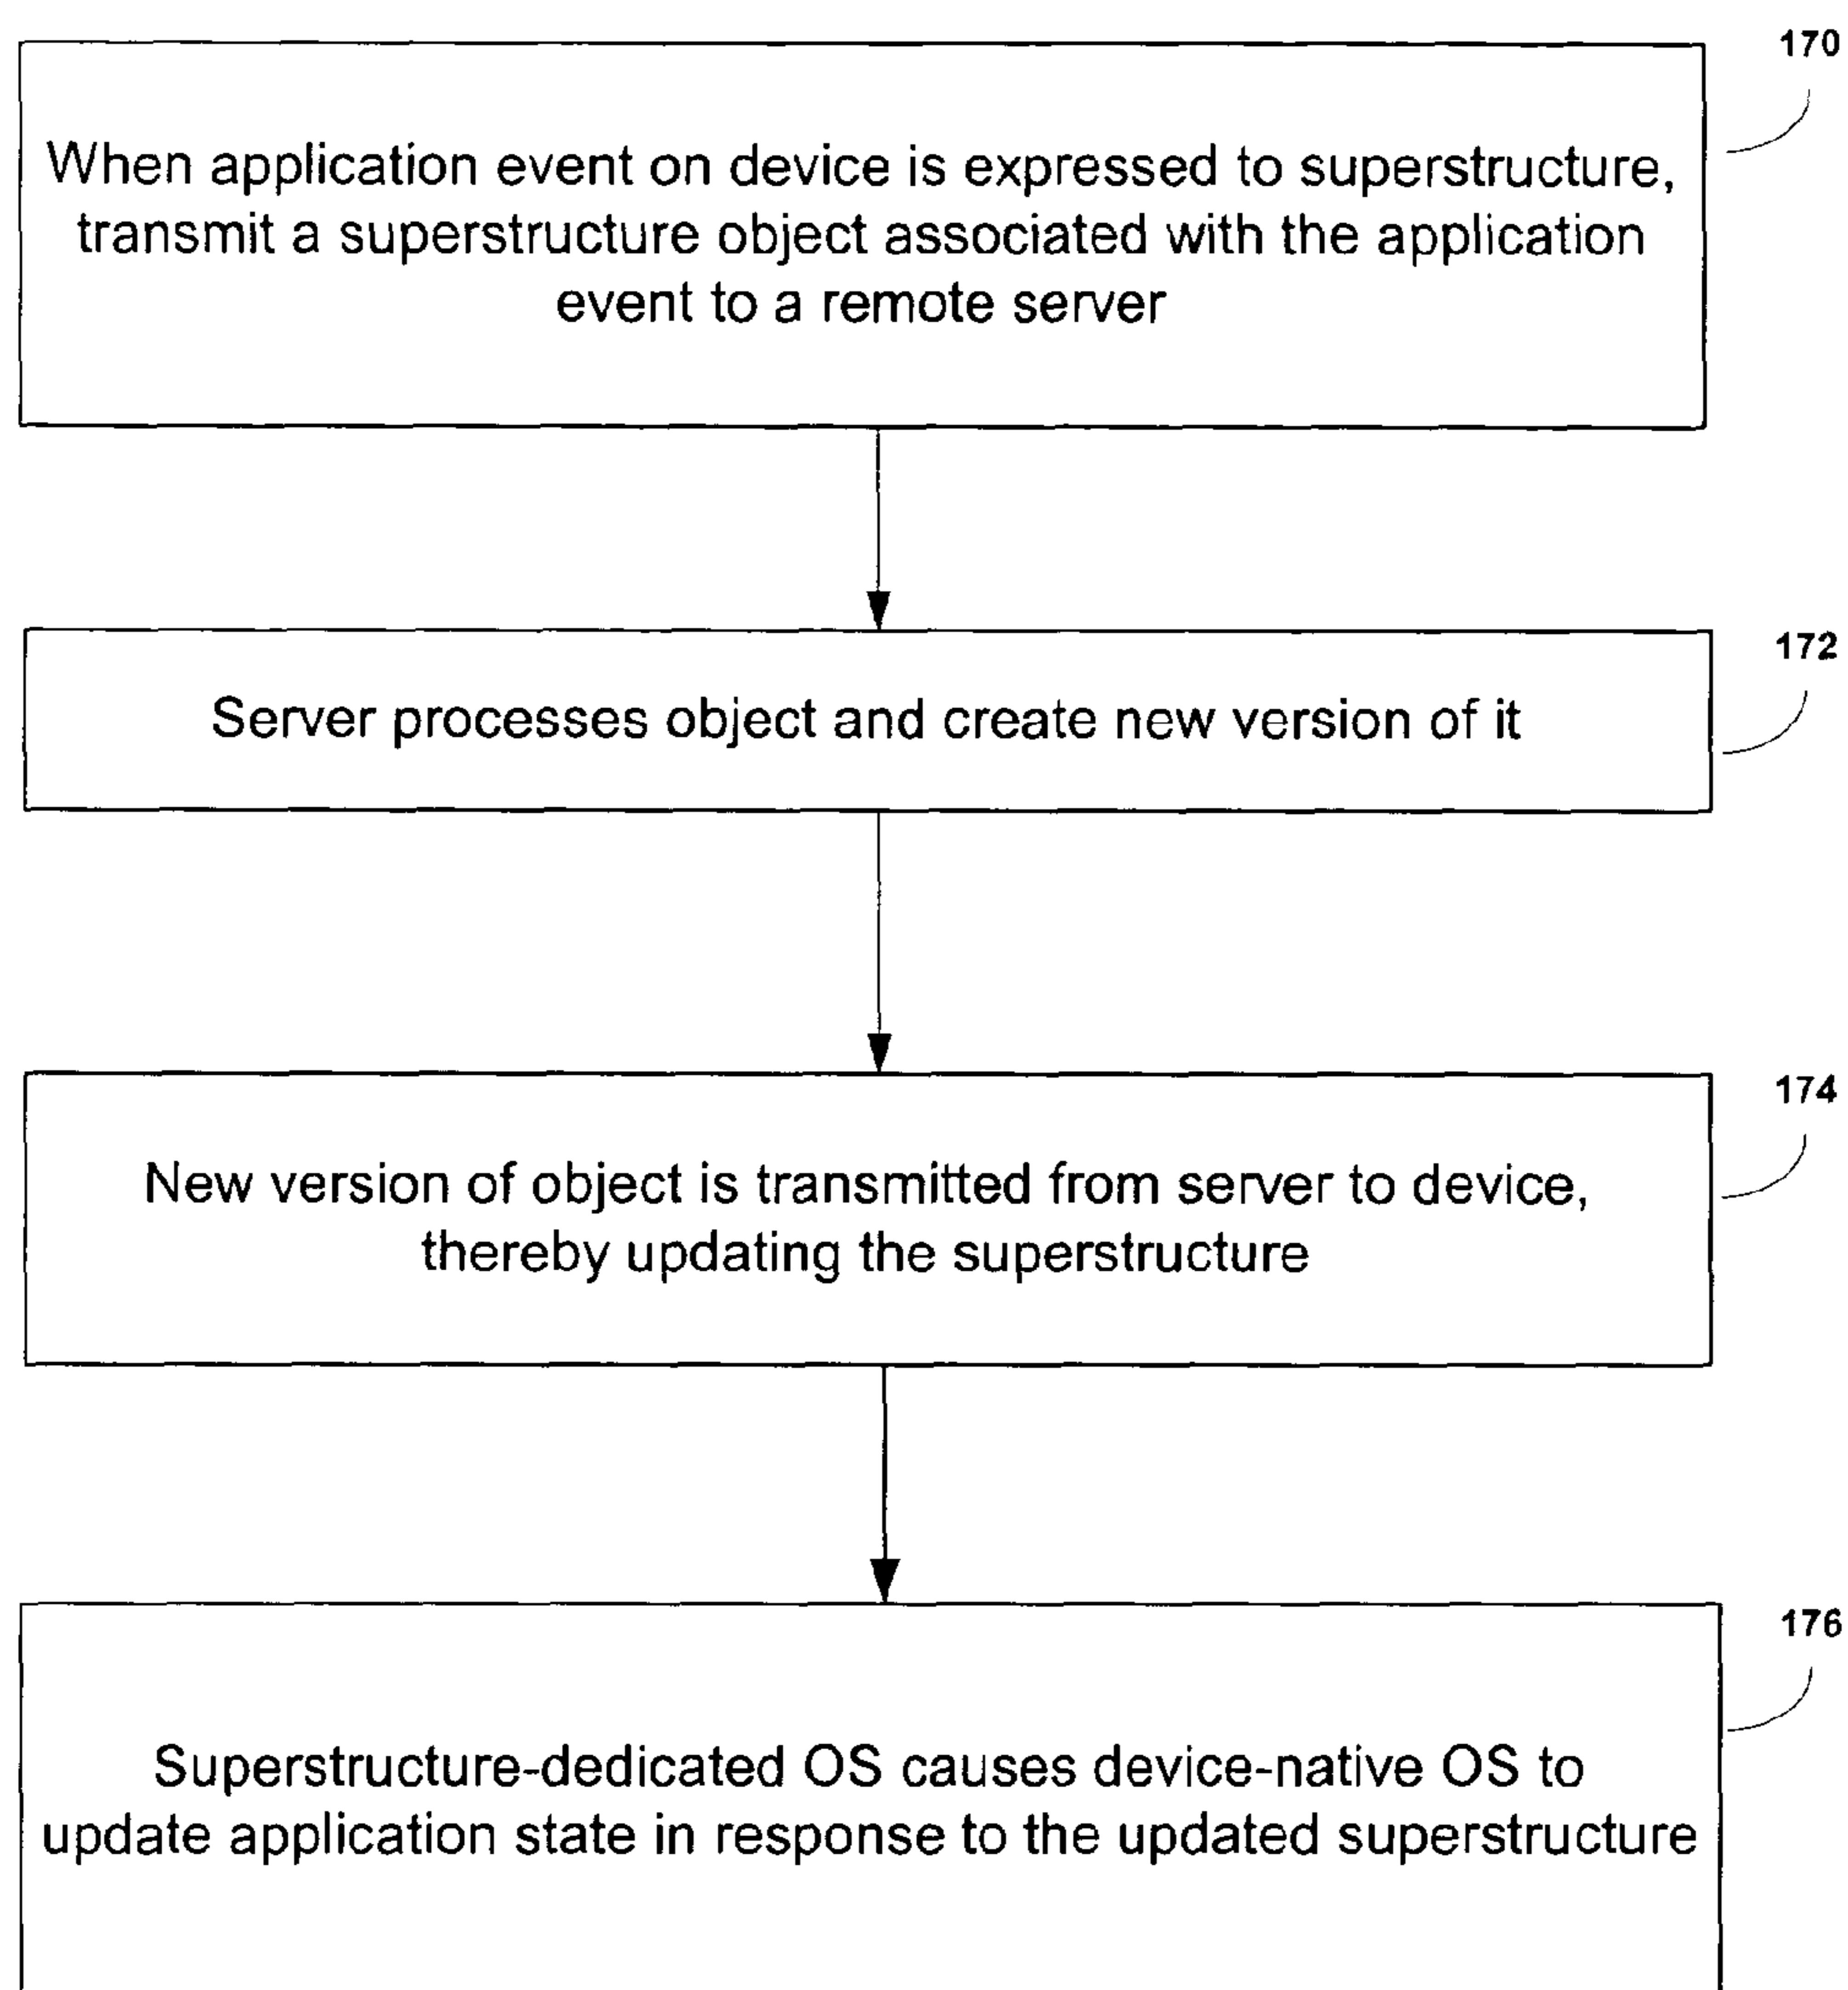 170
When application event on device is expressed to superstructure,
transmit a superstructure object associated with the application
event to a remote server
172
Server processes object and create new version of it
174
New version of object is transmitted from server to device,
thereby updating the superstructure
176
Superstructure-dedicated OS causes device-native OS to
update application state in response to the updated superstructure